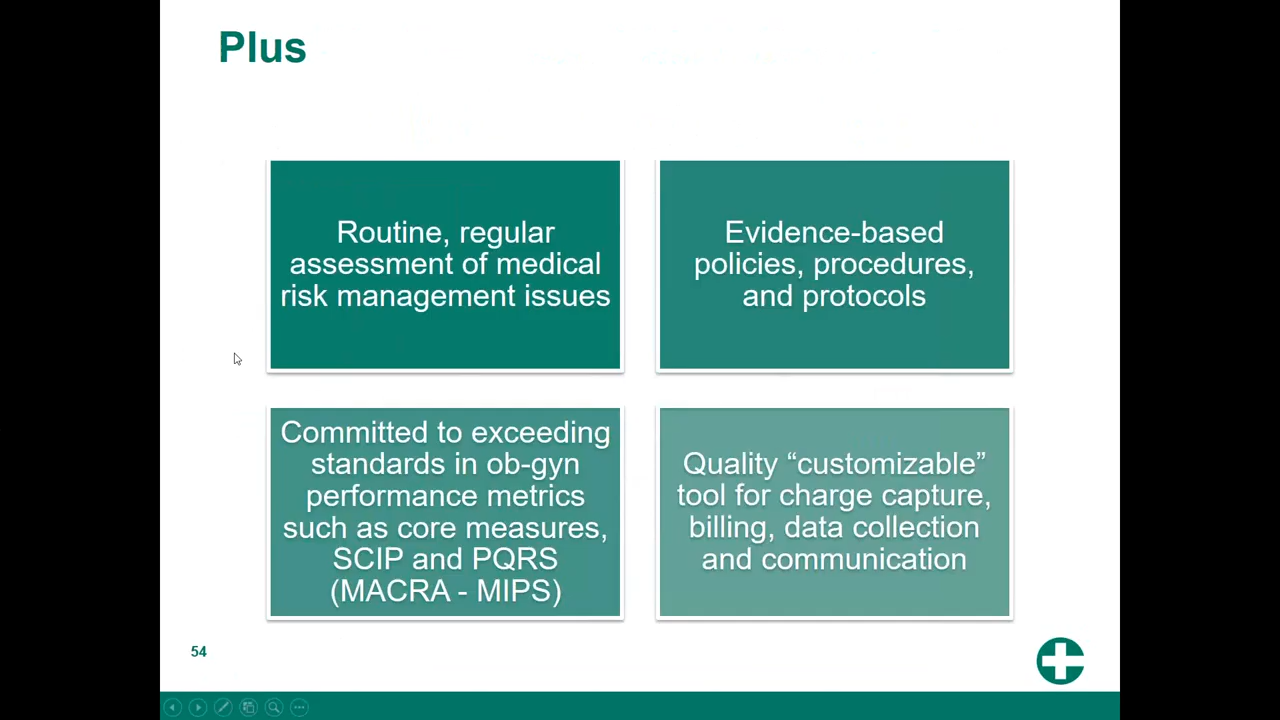 Plus
Routine, regular
assessment of medical
risk management issues
Evidence-based
policies, procedures,
and protocols
Committed to exceeding
standards in ob-gyn
performance metrics
such as core measures,
SCIP and PQRS
(MACRA - MIPS)
Quality “customizable”
tool for charge capture,
billing, data collection
and communication
54